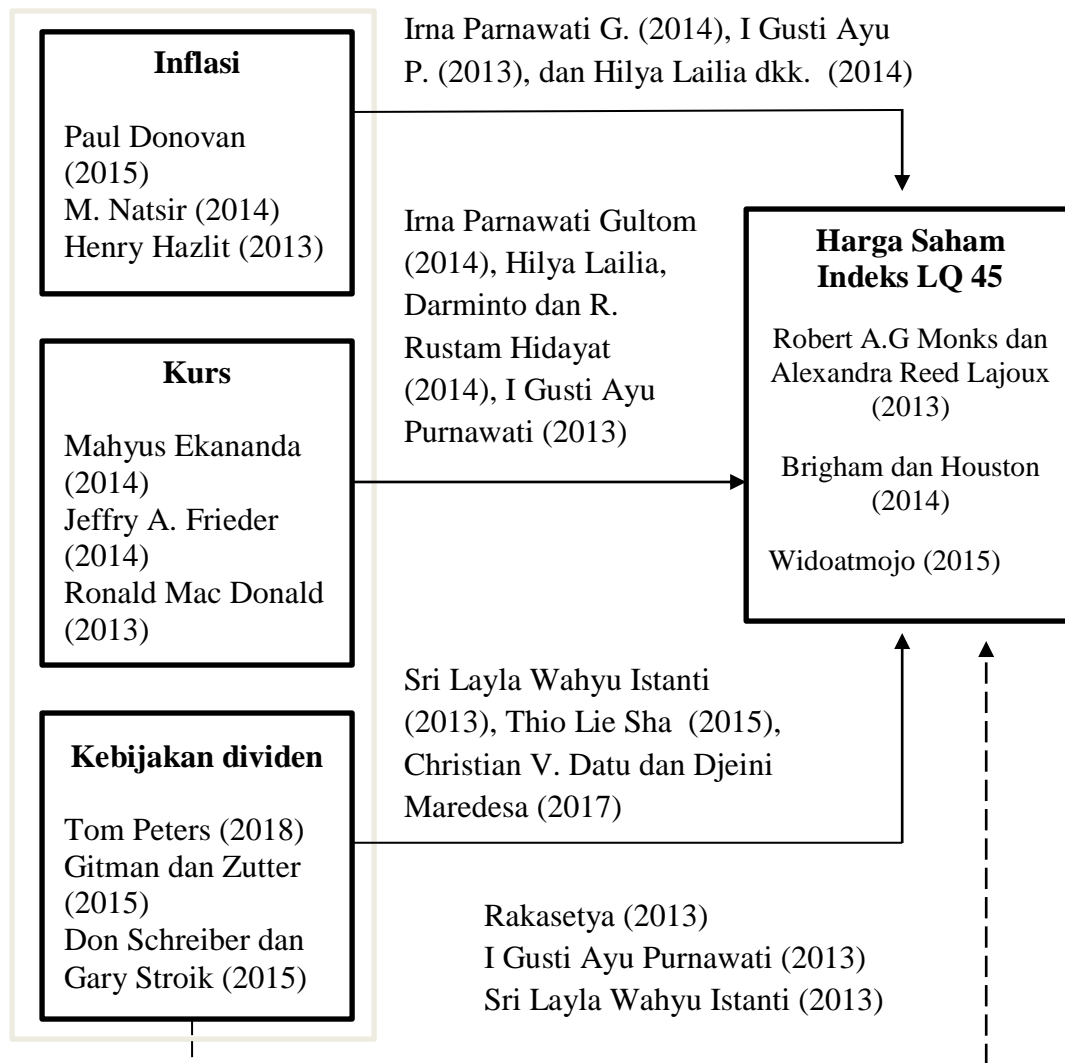 Inflasi
Paul Donovan
(2015)
M. Natsir (2014)
Henry Hazlit (2013)
Irna Parnawati G. (2014), I Gusti Ayu
P. (2013), dan Hilya Lailia dkk. (2014)
Kurs
Mahyus Ekananda
(2014)
Jeffry A. Frieder
(2014)
Ronald Mac Donald
(2013)
Irna Parnawati Gultom
(2014), Hilya Lailia,
Darminto dan R.
Rustam Hidayat
(2014), I Gusti Ayu
Purnawati (2013)
Harga Saham
Indeks LQ 45
Robert A.G Monks dan
Alexandra Reed Lajoux
(2013)
Brigham dan Houston
(2014)
Widoatmojo (2015)
Kebijakan dividen
Tom Peters (2018)
Gitman dan Zutter
(2015)
Don Schreiber dan
Gary Stroik (2015)
Sri Layla Wahyu Istanti
(2013), Thio Lie Sha (2015),
Christian V. Datu dan Djeini
Maredesa (2017)
Rakasetya (2013)
I Gusti Ayu Purnawati (2013)
Sri Layla Wahyu Istanti (2013)